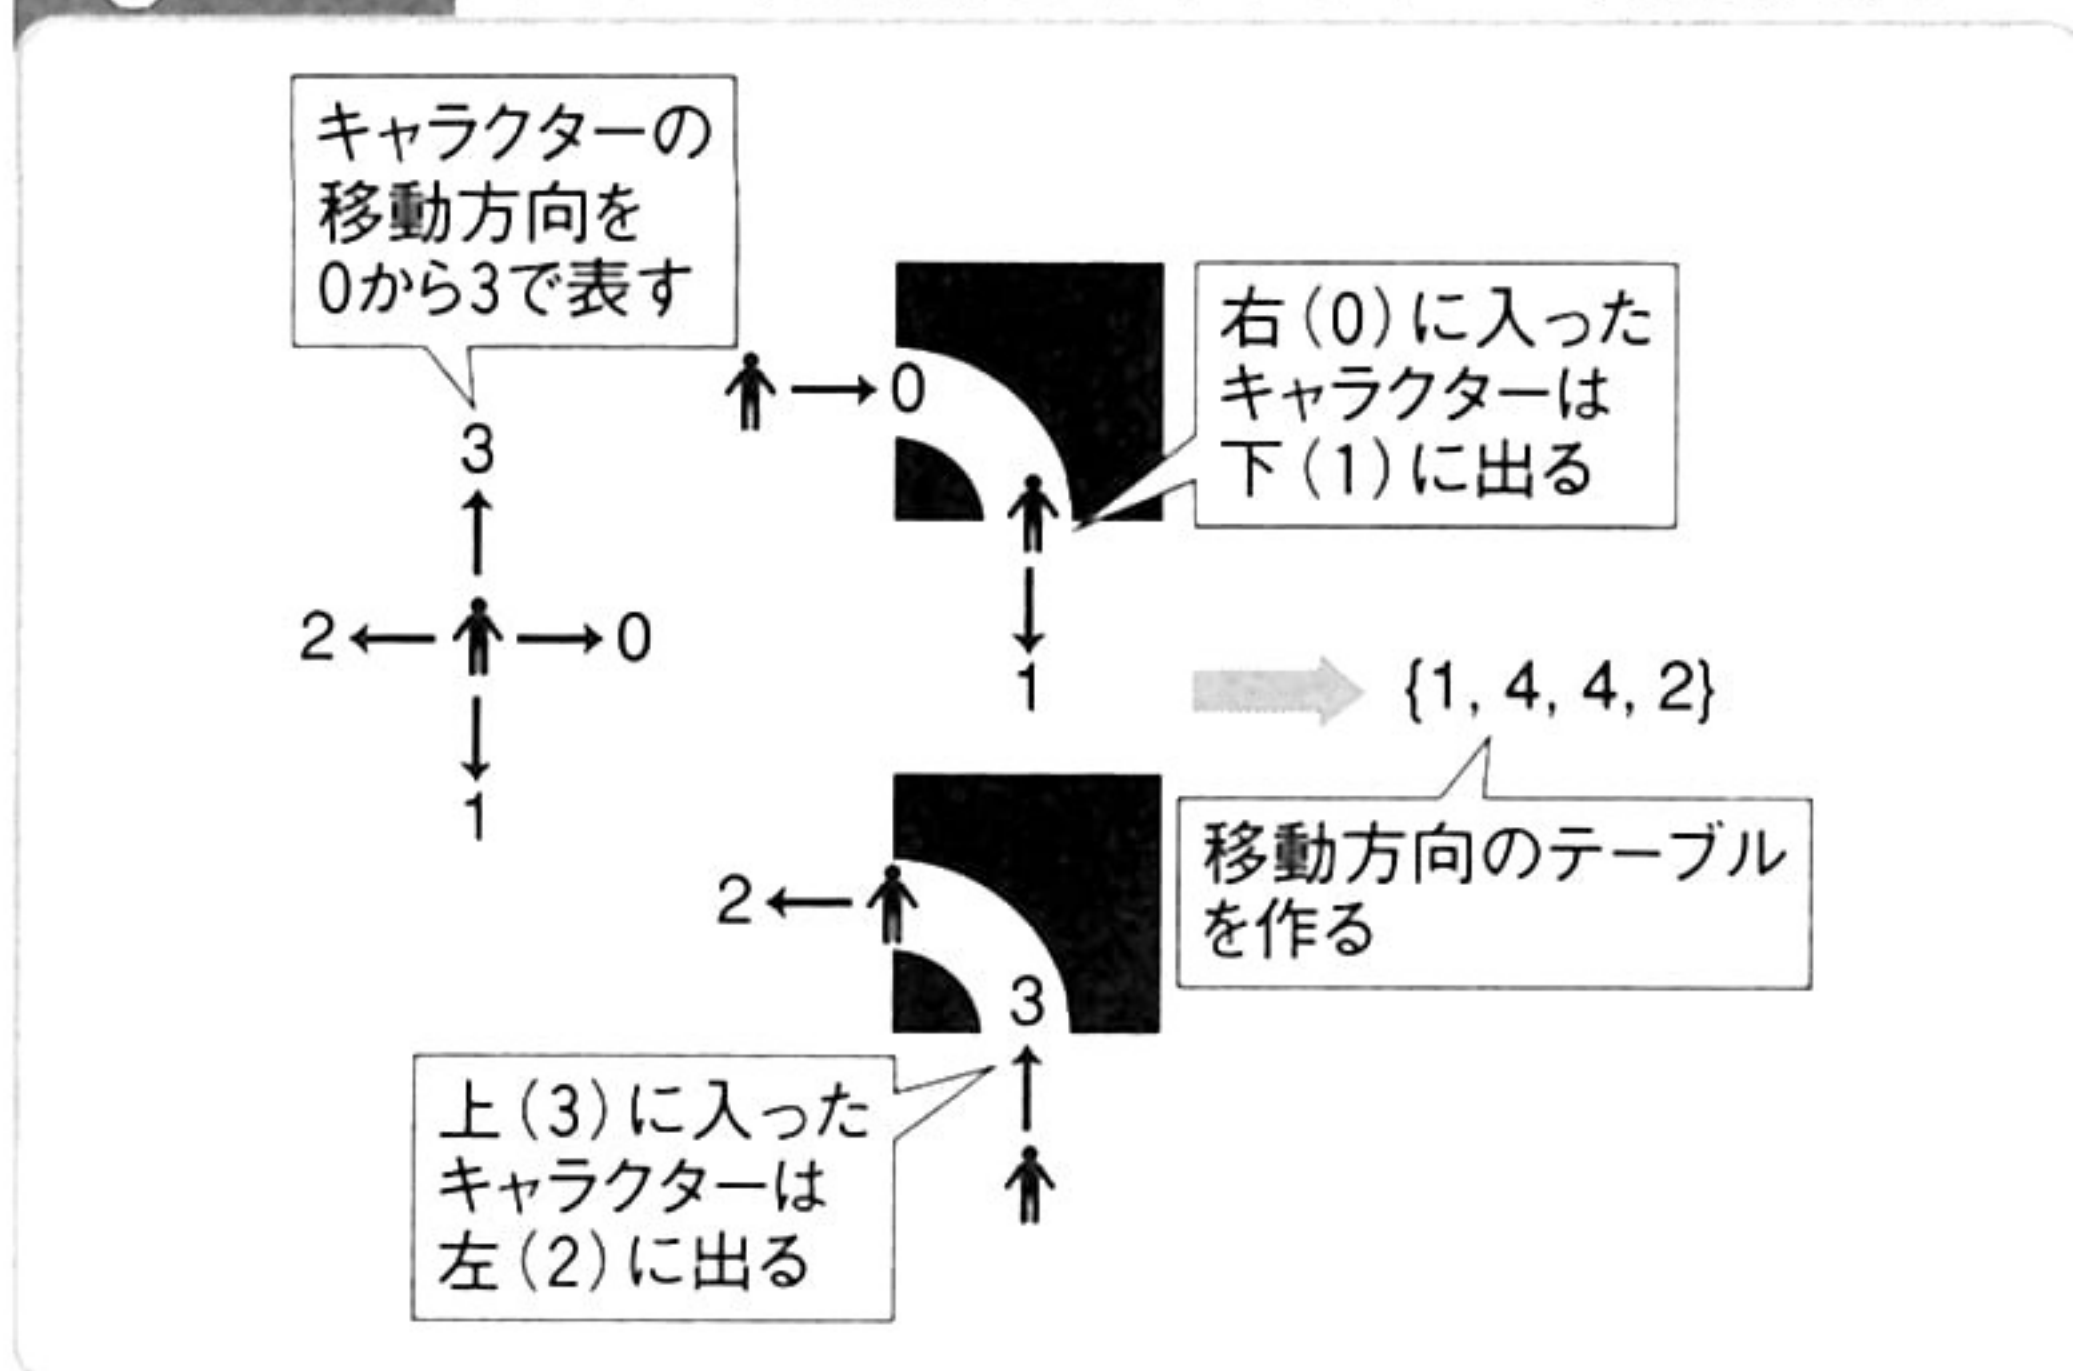 キャラクターの
移動方向を
0から3で表す
3
2
0
1
0
1
右(0)に入った
キャラクターは
下(1)に出る
{1, 4, 4, 2}
移動方向のテーブル
を作る
2
3
上(3)に入った
キャラクターは
左(2)に出る